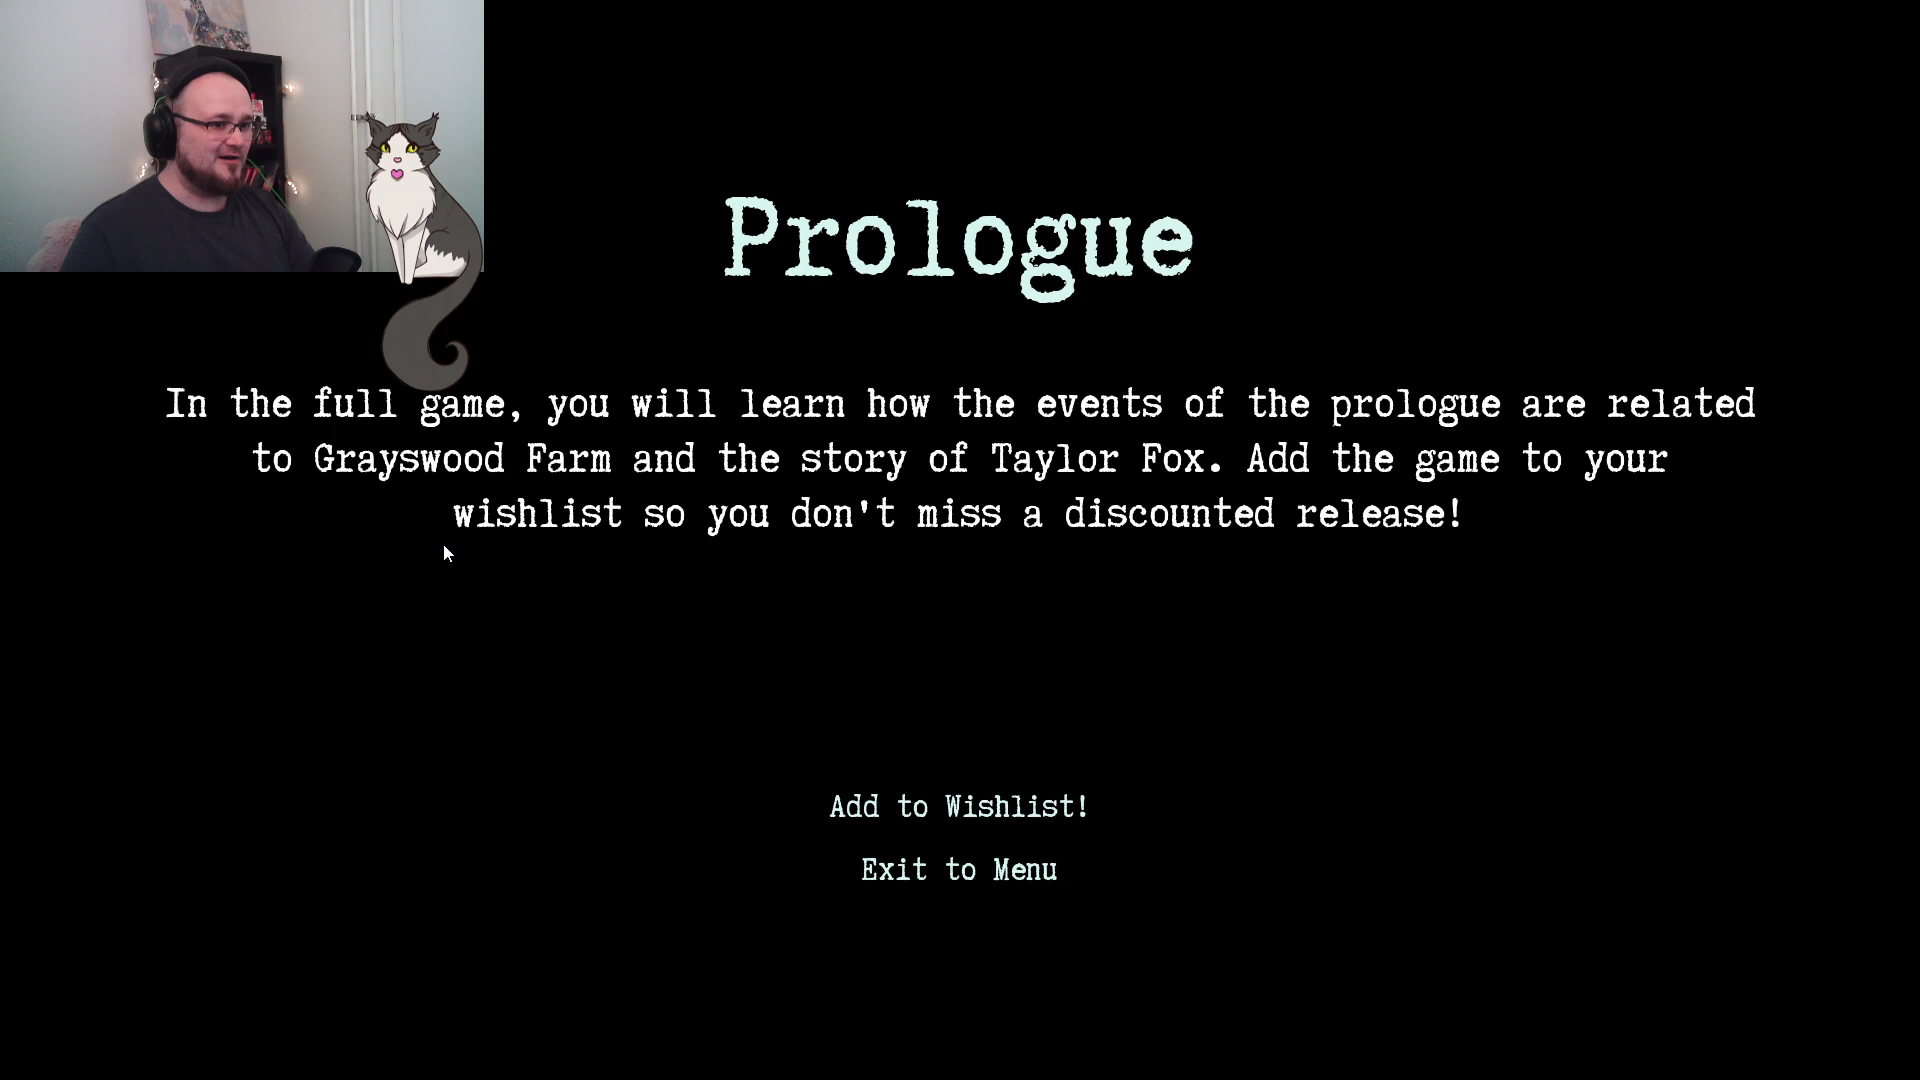 Prologue
In the full game, you will learn how the events of the prologue are related
to Grayswood Farm and the story of Taylor Fox. Add the game to your
wishlist so you don't miss a discounted release!
Add to Wishlist!
Exit to Menu